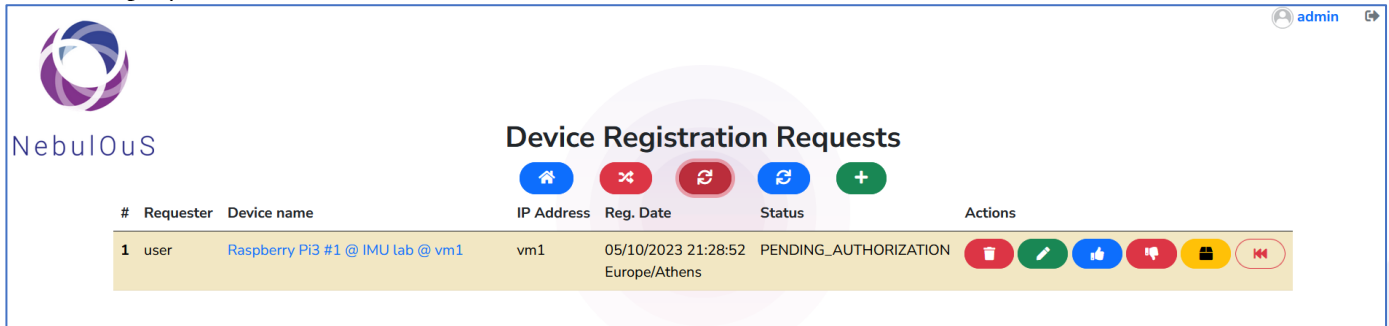 admin
NebulOuS
Device Registration Requests
# Requester Device name IP Address Reg. Date Status Actions
1 user Raspberry Pi3 #1 @ IMU lab @ vm1 vm1 05/10/2023 21:28:52 PENDING_AUTHORIZATION
Europe/Athens